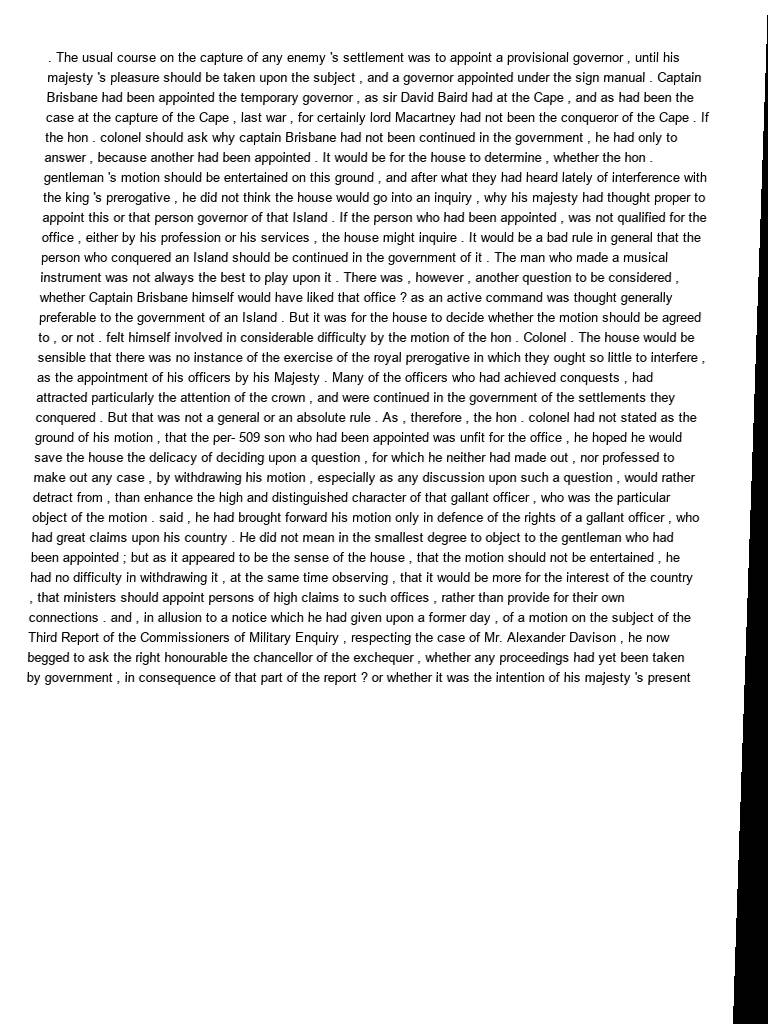 . The usual course on the capture of any enemy 's settlement was to appoint a provisional governor , until his
majesty 's pleasure should be taken upon the subject , and a governor appointed under the sign manual . Captain
Brisbane had been appointed the temporary governor , as sir David Baird had at the Cape , and as had been the
case at the capture of the Cape , last war , for certainly lord Macartney had not been the conqueror of the Cape . If
the hon . colonel should ask why captain Brisbane had not been continued in the government , he had only to
answer , because another had been appointed . It would be for the house to determine , whether the hon .
gentleman 's motion should be entertained on this ground , and after what they had heard lately of interference with
the king 's prerogative , he did not think the house would go into an inquiry , why his majesty had thought proper to
appoint this or that person governor of that Island . If the person who had been appointed , was not qualified for the
office , either by his profession or his services , the house might inquire . It would be a bad rule in general that the
person who conquered an Island should be continued in the government of it . The man who made a musical
instrument was not always the best to play upon it . There was , however , another question to be considered ,
whether Captain Brisbane himself would have liked that office ? as an active command was thought generally
preferable to the government of an Island . But it was for the house to decide whether the motion should be agreed
to , or not . felt himself involved in considerable difficulty by the motion of the hon . Colonel . The house would be
sensible that there was no instance of the exercise of the royal prerogative in which they ought so little to interfere ,
as the appointment of his officers by his Majesty . Many of the officers who had achieved conquests , had
attracted particularly the attention of the crown , and were continued in the government of the settlements they
conquered . But that was not a general or an absolute rule . As , therefore , the hon . colonel had not stated as the
ground of his motion , that the per- 509 son who had been appointed was unfit for the office , he hoped he would
save the house the delicacy of deciding upon a question , for which he neither had made out , nor professed to
make out any case , by withdrawing his motion , especially as any discussion upon such a question , would rather
detract from , than enhance the high and distinguished character of that gallant officer , who was the particular
object of the motion . said , he had brought forward his motion only in defence of the rights of a gallant officer , who
had great claims upon his country . He did not mean in the smallest degree to object to the gentleman who had
been appointed ; but as it appeared to be the sense of the house , that the motion should not be entertained , he
had no difficulty in withdrawing it , at the same time observing , that it would be more for the interest of the country
, that ministers should appoint persons of high claims to such offices , rather than provide for their own
connections . and , in allusion to a notice which he had given upon a former day , of a motion on the subject of the
Third Report of the Commissioners of Military Enquiry , respecting the case of Mr. Alexander Davison , he now
begged to ask the right honourable the chancellor of the exchequer , whether any proceedings had yet been taken
by government , in consequence of that part of the report ? or whether it was the intention of his majesty 's present